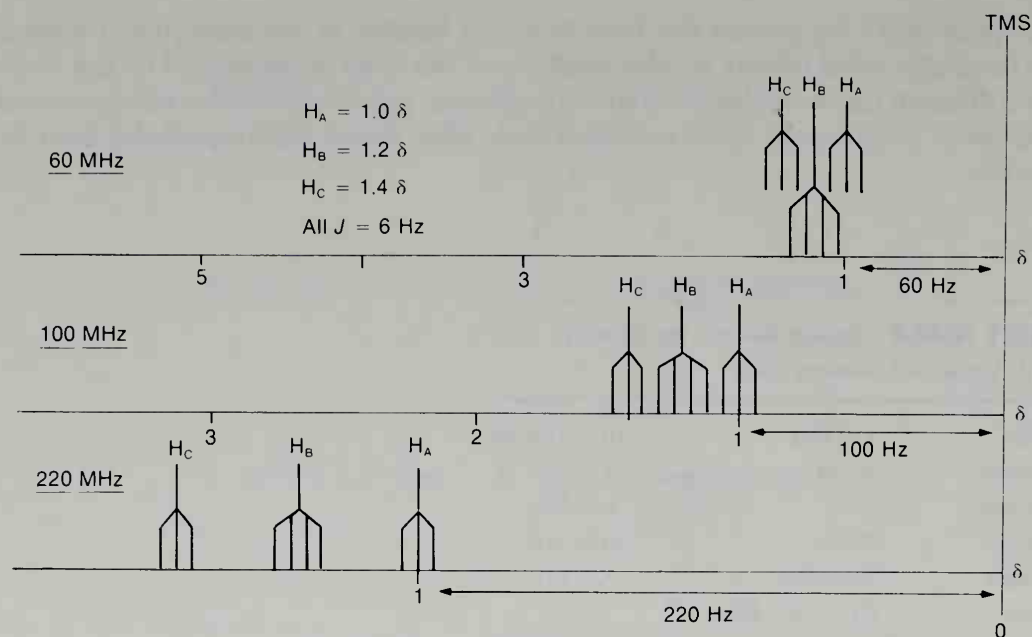 TMS
H_C H_B H_A
H_A = 1.0 δ
H_B = 1.2 δ
H_C = 1.4 δ
All J = 6 Hz
60 MHz
5 3 1 δ
60 Hz
H_C H_B H_A
100 MHz
3 2 1 δ
100 Hz
H_C H_B H_A
220 MHz
1 δ
220 Hz
0